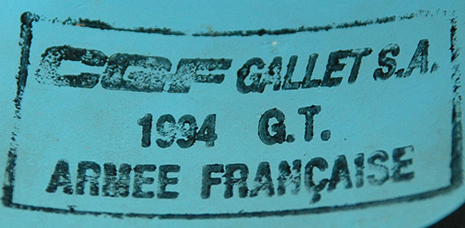 CGF GALLET S.A.
1994 G.T.
ARMEE FRANÇAISE